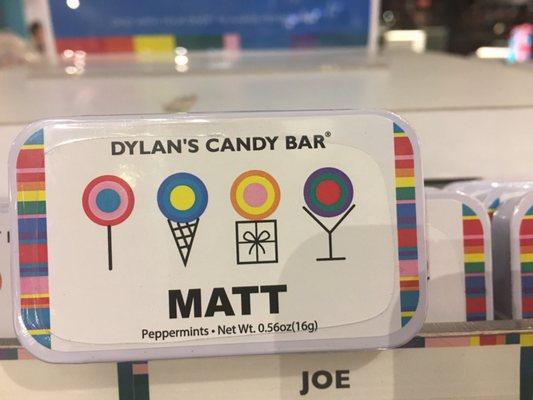 DYLAN'S CANDY BAR®
MATT
Peppermints • Net Wt. 0.56oz(16g)
JOE